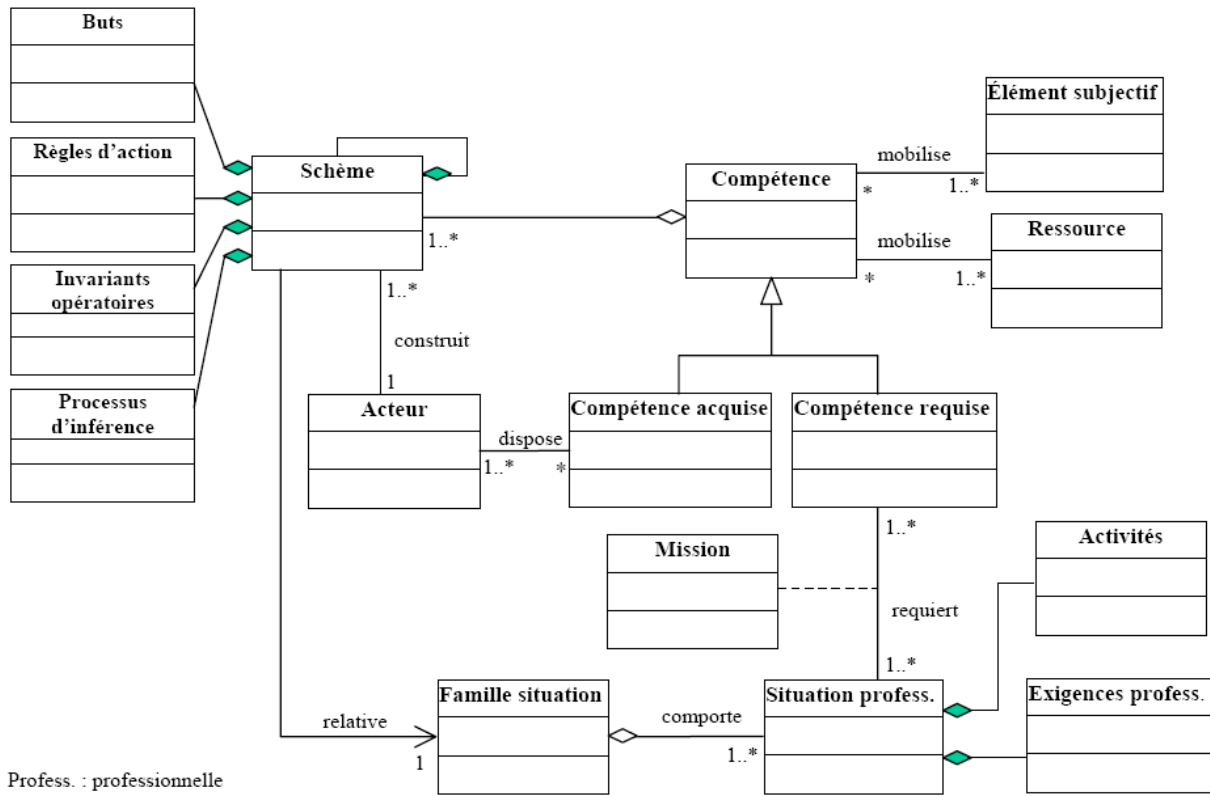 Buts
Élément subjectif
Règles d'action
Schème
mobilise
Compétence
* 1..*
1..*
mobilise
Ressource
* 1..*
Invariants
opératoires
1..*
construit
1
Processus
d'inférence
Acteur
dispose
1..* *
Compétence acquise
Compétence requise
1..*
Mission
Activités
requiert
1..*
Famille situation
Situation profess.
Exigences profess.
relative
1
comporte
1..*
Profess. : professionnelle